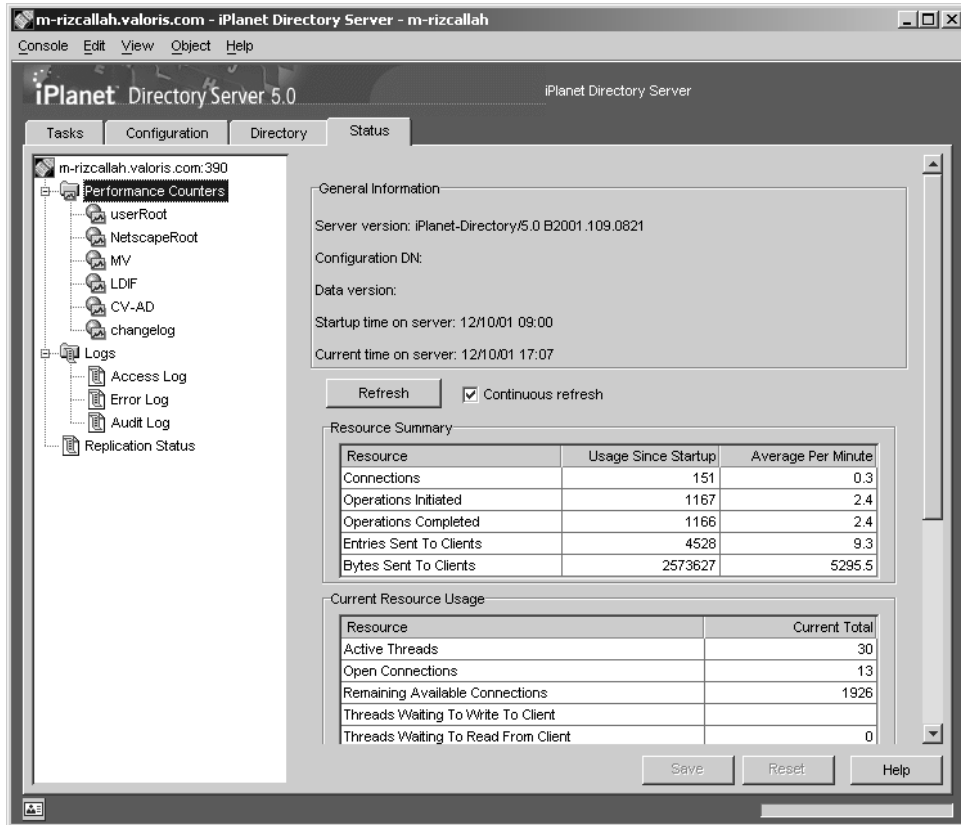 m-rizcallah.valoris.com - iPlanet Directory Server - m-rizcallah
Console Edit View Object Help
iPlanet Directory Server 5.0
iPlanet Directory Server
Tasks Configuration Directory Status
m-rizcallah.valoris.com:390
Performance Counters
userRoot
NetscapeRoot
MV
LDIF
CV-AD
changelog
Logs
Access Log
Error Log
Audit Log
Replication Status
General Information
Server version: iPlanet-Directory/5.0 B2001.109.0821
Configuration DN:
Data version:
Startup time on server: 12/10/01 09:00
Current time on server: 12/10/01 17:07
Refresh Continuous refresh
Resource Summary
Resource Usage Since Startup Average Per Minute
Connections 151 0.3
Operations Initiated 1167 2.4
Operations Completed 1166 2.4
Entries Sent To Clients 4528 9.3
Bytes Sent To Clients 2573627 5295.5
Current Resource Usage
Resource Current Total
Active Threads 30
Open Connections 13
Remaining Available Connections 1926
Threads Waiting To Write To Client
Threads Waiting To Read From Client 0
Save Reset Help